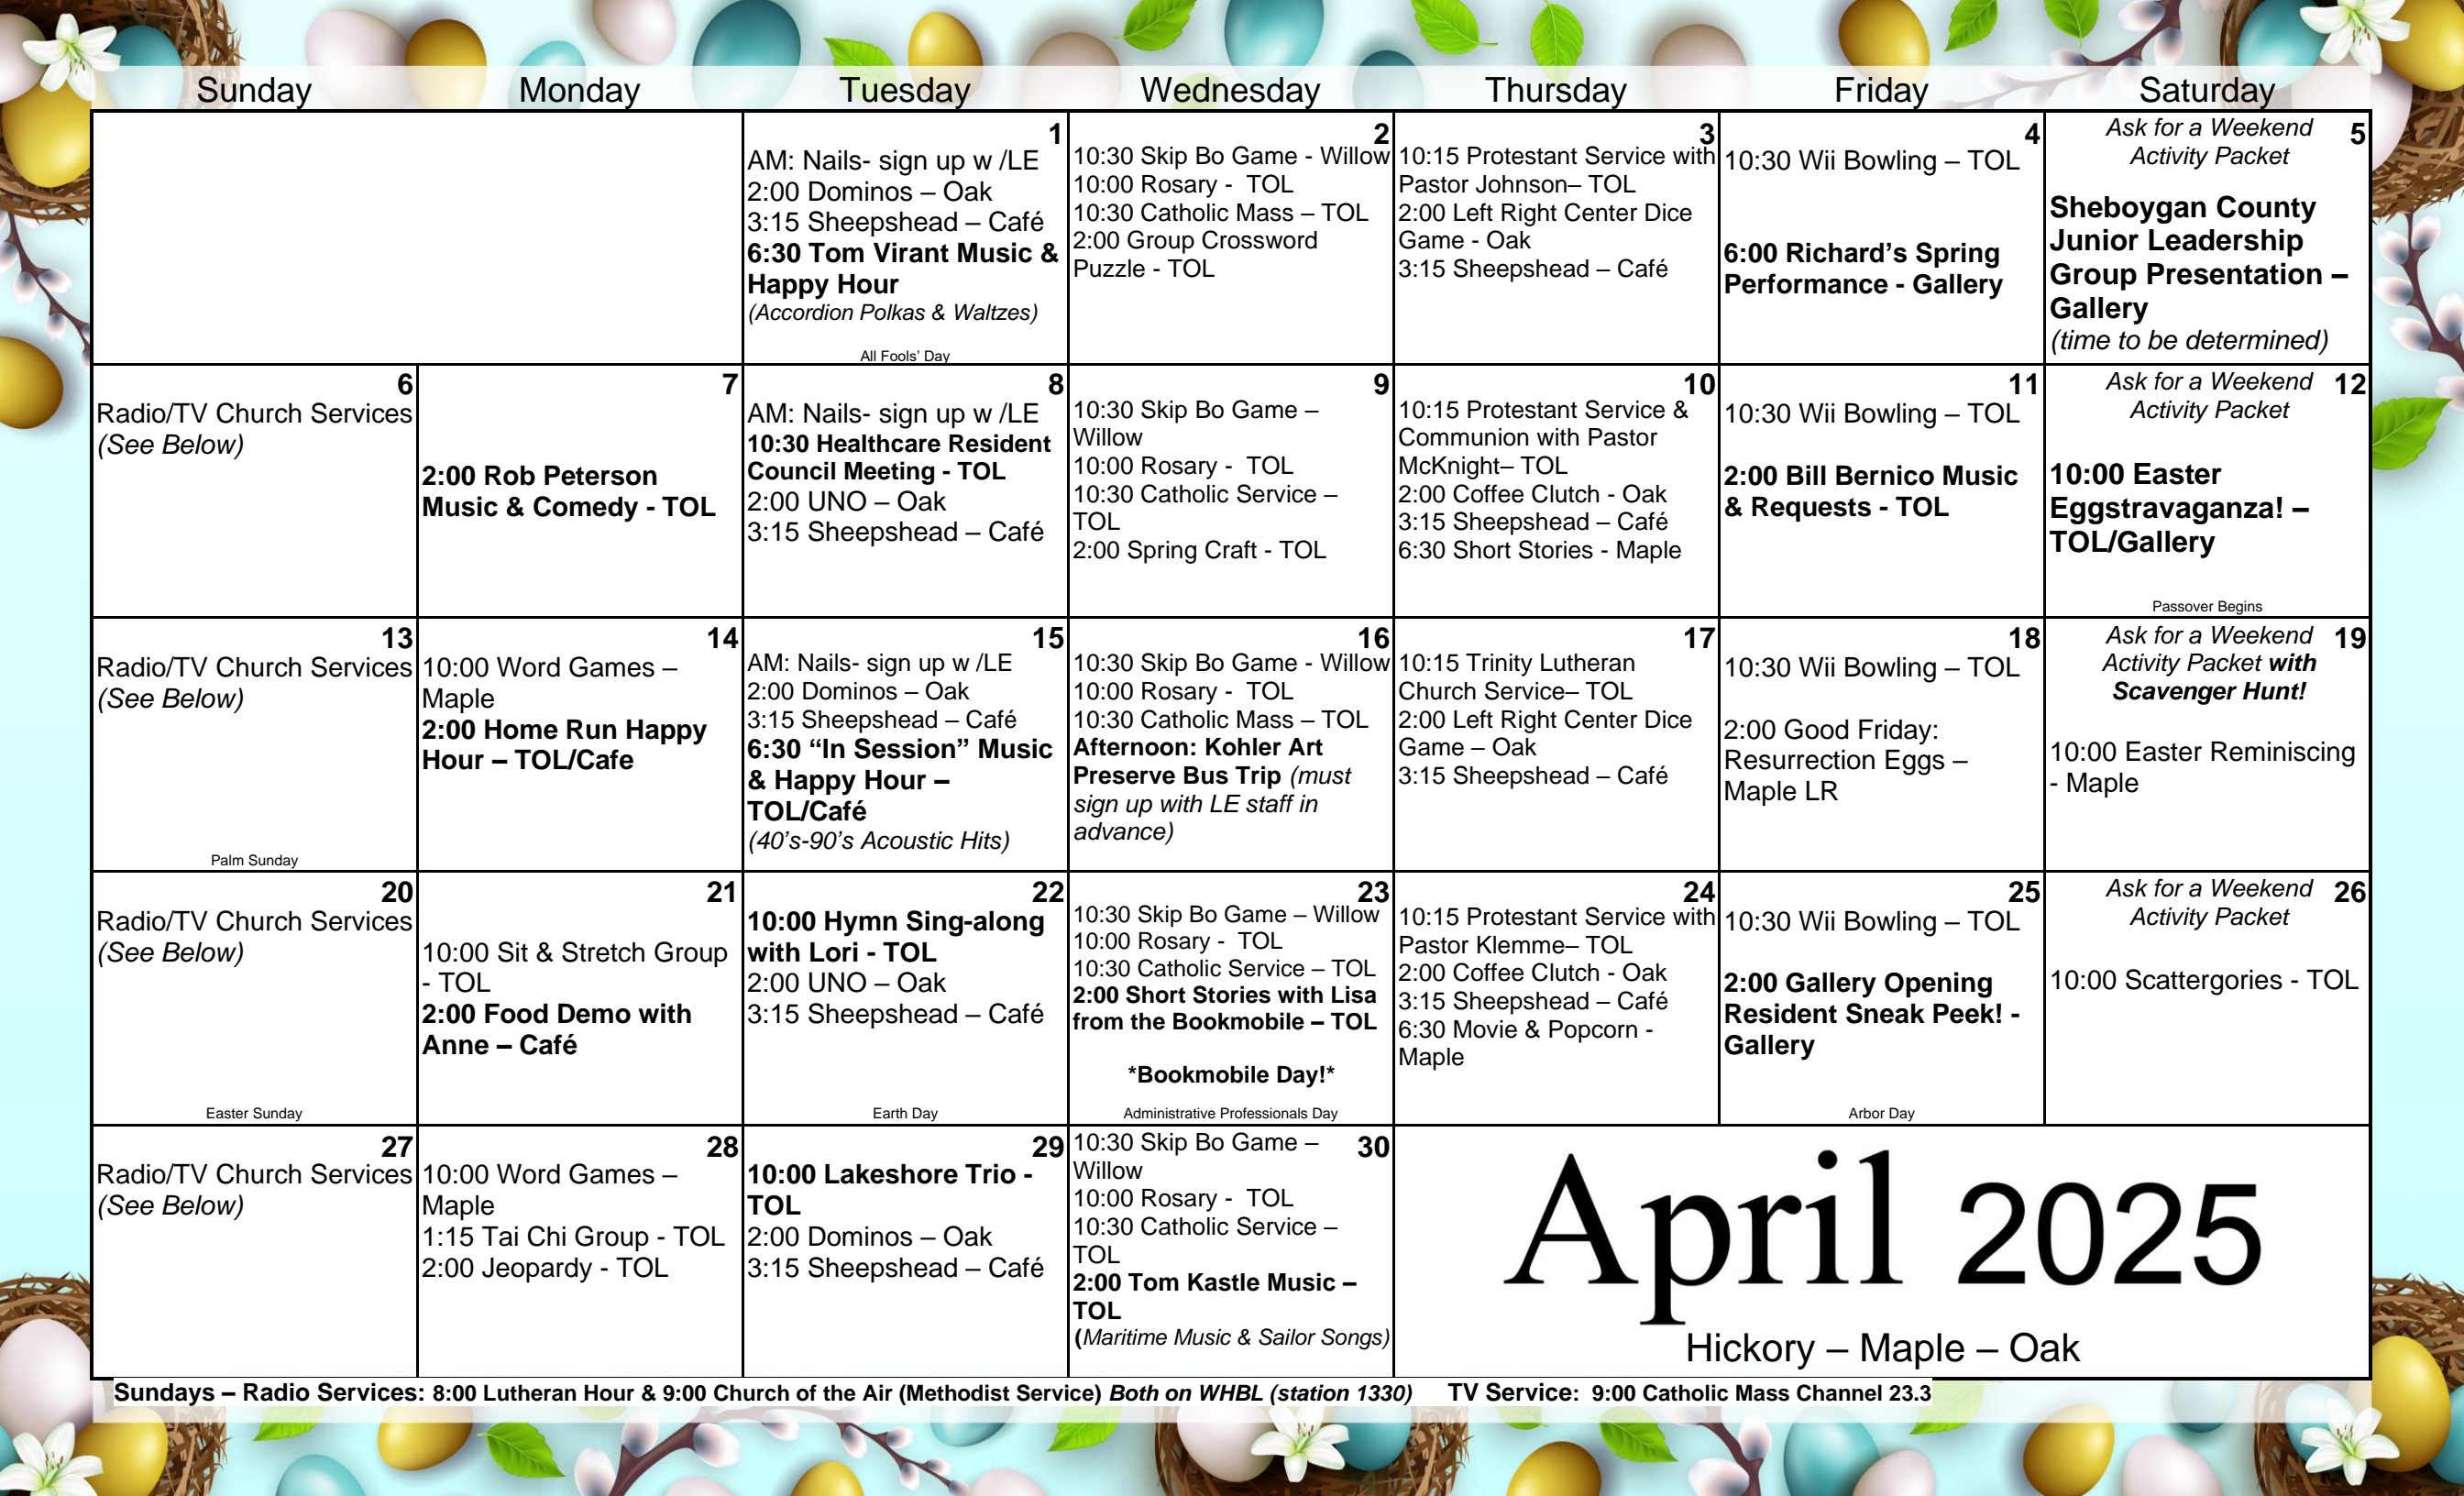 Sunday Monday Tuesday Wednesday Thursday Friday Saturday
1
AM: Nails- sign up w /LE
2:00 Dominos – Oak
3:15 Sheepshead – Café
6:30 Tom Virant Music &
Happy Hour
(Accordion Polkas & Waltzes)
All Fools' Day
2
10:30 Skip Bo Game - Willow
10:00 Rosary - TOL
10:30 Catholic Mass – TOL
2:00 Group Crossword
Puzzle - TOL
3
10:15 Protestant Service with
Pastor Johnson– TOL
2:00 Left Right Center Dice
Game - Oak
3:15 Sheepshead – Café
4
10:30 Wii Bowling – TOL
6:00 Richard's Spring
Performance - Gallery
Ask for a Weekend 5
Activity Packet
Sheboygan County
Junior Leadership
Group Presentation –
Gallery
(time to be determined)
6
Radio/TV Church Services
(See Below)
7
2:00 Rob Peterson
Music & Comedy - TOL
8
AM: Nails- sign up w /LE
10:30 Healthcare Resident
Council Meeting - TOL
2:00 UNO – Oak
3:15 Sheepshead – Café
9
10:30 Skip Bo Game –
Willow
10:00 Rosary - TOL
10:30 Catholic Service –
TOL
2:00 Spring Craft - TOL
10
10:15 Protestant Service &
Communion with Pastor
McKnight– TOL
2:00 Coffee Clutch - Oak
3:15 Sheepshead – Café
6:30 Short Stories - Maple
11
10:30 Wii Bowling – TOL
2:00 Bill Bernico Music
& Requests - TOL
Ask for a Weekend 12
Activity Packet
10:00 Easter
Eggstravaganza! –
TOL/Gallery
Passover Begins
13
Radio/TV Church Services
(See Below)
Palm Sunday
14
10:00 Word Games –
Maple
2:00 Home Run Happy
Hour – TOL/Cafe
15
AM: Nails- sign up w /LE
2:00 Dominos – Oak
3:15 Sheepshead – Café
6:30 “In Session” Music
& Happy Hour –
TOL/Café
(40's-90's Acoustic Hits)
16
10:30 Skip Bo Game - Willow
10:00 Rosary - TOL
10:30 Catholic Mass – TOL
Afternoon: Kohler Art
Preserve Bus Trip (must
sign up with LE staff in
advance)
17
10:15 Trinity Lutheran
Church Service– TOL
2:00 Left Right Center Dice
Game – Oak
3:15 Sheepshead – Café
18
10:30 Wii Bowling – TOL
2:00 Good Friday:
Resurrection Eggs –
Maple LR
Ask for a Weekend 19
Activity Packet with
Scavenger Hunt!
10:00 Easter Reminiscing
- Maple
20
Radio/TV Church Services
(See Below)
Easter Sunday
21
10:00 Sit & Stretch Group
- TOL
2:00 Food Demo with
Anne – Café
22
10:00 Hymn Sing-along
with Lori - TOL
2:00 UNO – Oak
3:15 Sheepshead – Café
Earth Day
23
10:30 Skip Bo Game – Willow
10:00 Rosary - TOL
10:30 Catholic Service – TOL
2:00 Short Stories with Lisa
from the Bookmobile – TOL
*Bookmobile Day!*
Administrative Professionals Day
24
10:15 Protestant Service with
Pastor Klemme– TOL
2:00 Coffee Clutch - Oak
3:15 Sheepshead – Café
6:30 Movie & Popcorn -
Maple
25
10:30 Wii Bowling – TOL
2:00 Gallery Opening
Resident Sneak Peek! -
Gallery
Arbor Day
Ask for a Weekend 26
Activity Packet
10:00 Scattergories - TOL
27
Radio/TV Church Services
(See Below)
28
10:00 Word Games –
Maple
1:15 Tai Chi Group - TOL
2:00 Jeopardy - TOL
29
10:00 Lakeshore Trio -
TOL
2:00 Dominos – Oak
3:15 Sheepshead – Café
10:30 Skip Bo Game – 30
Willow
10:00 Rosary - TOL
10:30 Catholic Service –
TOL
2:00 Tom Kastle Music –
TOL
(Maritime Music & Sailor Songs)
April 2025
Hickory – Maple – Oak
Sundays – Radio Services: 8:00 Lutheran Hour & 9:00 Church of the Air (Methodist Service) Both on WHBL (station 1330) TV Service: 9:00 Catholic Mass Channel 23.3